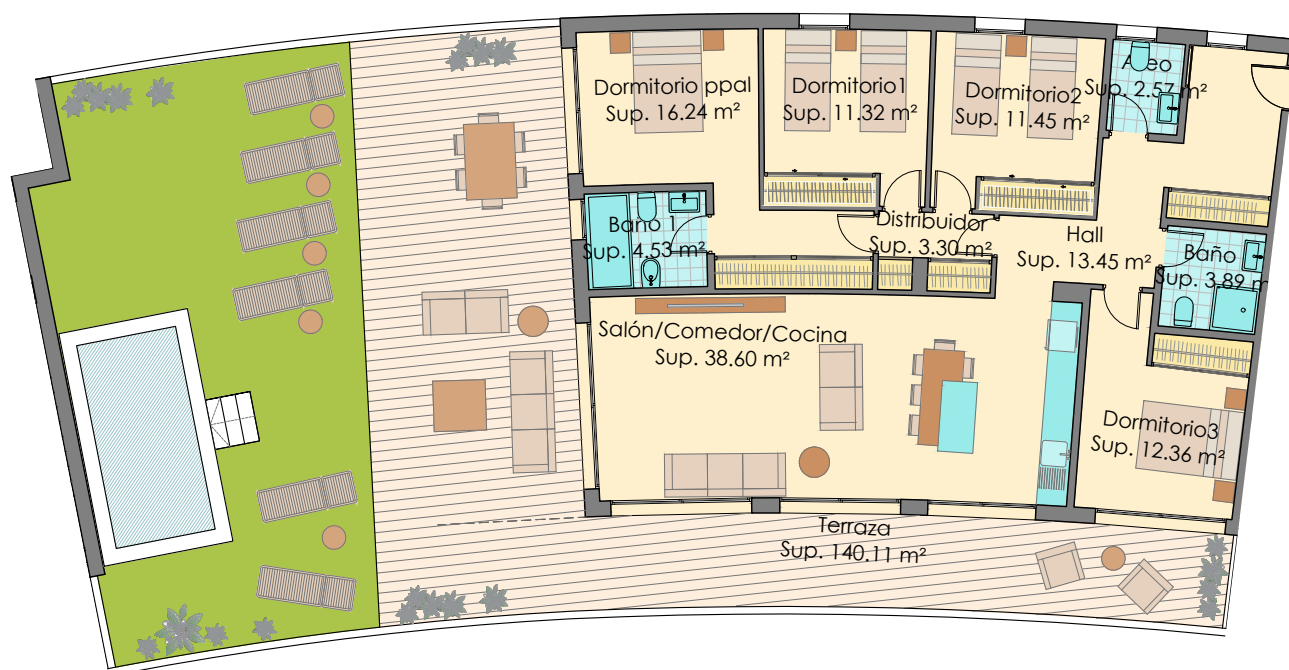 Dormitorio ppal
Sup. 16.24 m²
Dormitorio1
Sup. 11.32 m²
Dormitorio2
Sup. 11.45 m²
Aseo
Sup. 2.57 m²
Baño 1
Sup. 4.53 m²
Distribuidor
Sup. 3.30 m²
Hall
Sup. 13.45 m²
Baño
Sup. 3.89 m
Salón/Comedor/Cocina
Sup. 38.60 m²
Dormitorio3
Sup. 12.36 m²
Terraza
Sup. 140.11 m²